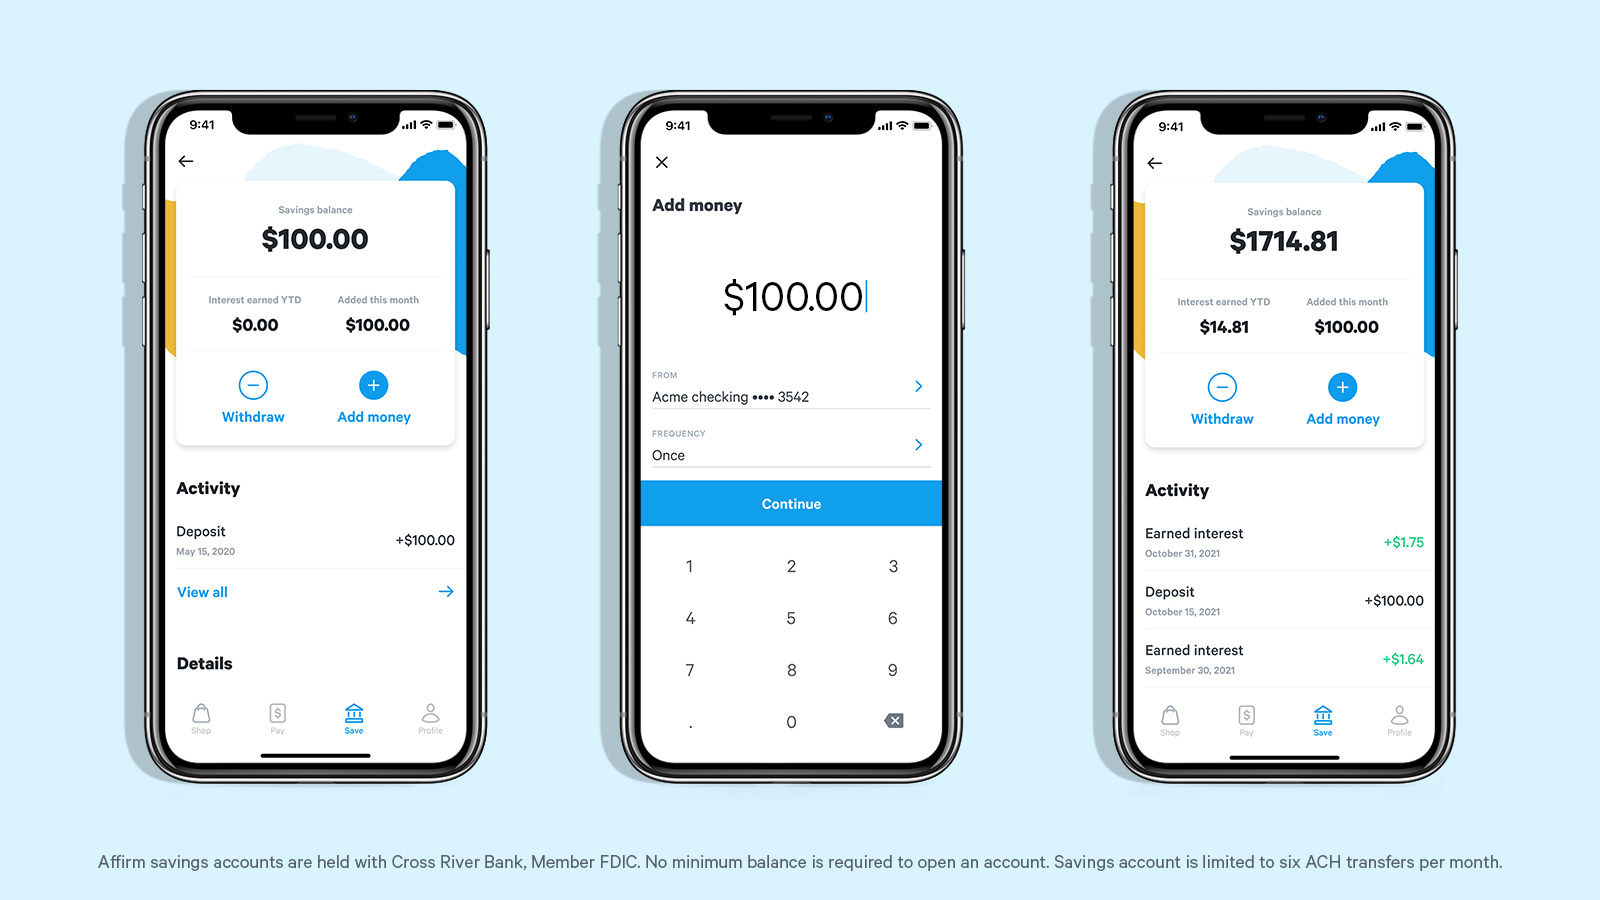 9:41
Savings balance
$100.00
Interest earned YTD
Added this month
$0.00
$100.00
Withdraw
Add money
Activity
Deposit
+$100.00
May 15, 2020
View all
Details
Shop
Pay
Save
Profile
9:41
Add money
$100.00
FROM
Acme checking •••• 3542
FREQUENCY
Once
Continue
1 2 3
4 5 6
7 8 9
. 0
9:41
Savings balance
$1714.81
Interest earned YTD
Added this month
$14.81
$100.00
Withdraw
Add money
Activity
Earned interest
+$1.75
October 31, 2021
Deposit
+$100.00
October 15, 2021
Earned interest
+$1.64
September 30, 2021
Shop
Pay
Save
Profile
Affirm savings accounts are held with Cross River Bank, Member FDIC. No minimum balance is required to open an account. Savings account is limited to six ACH transfers per month.